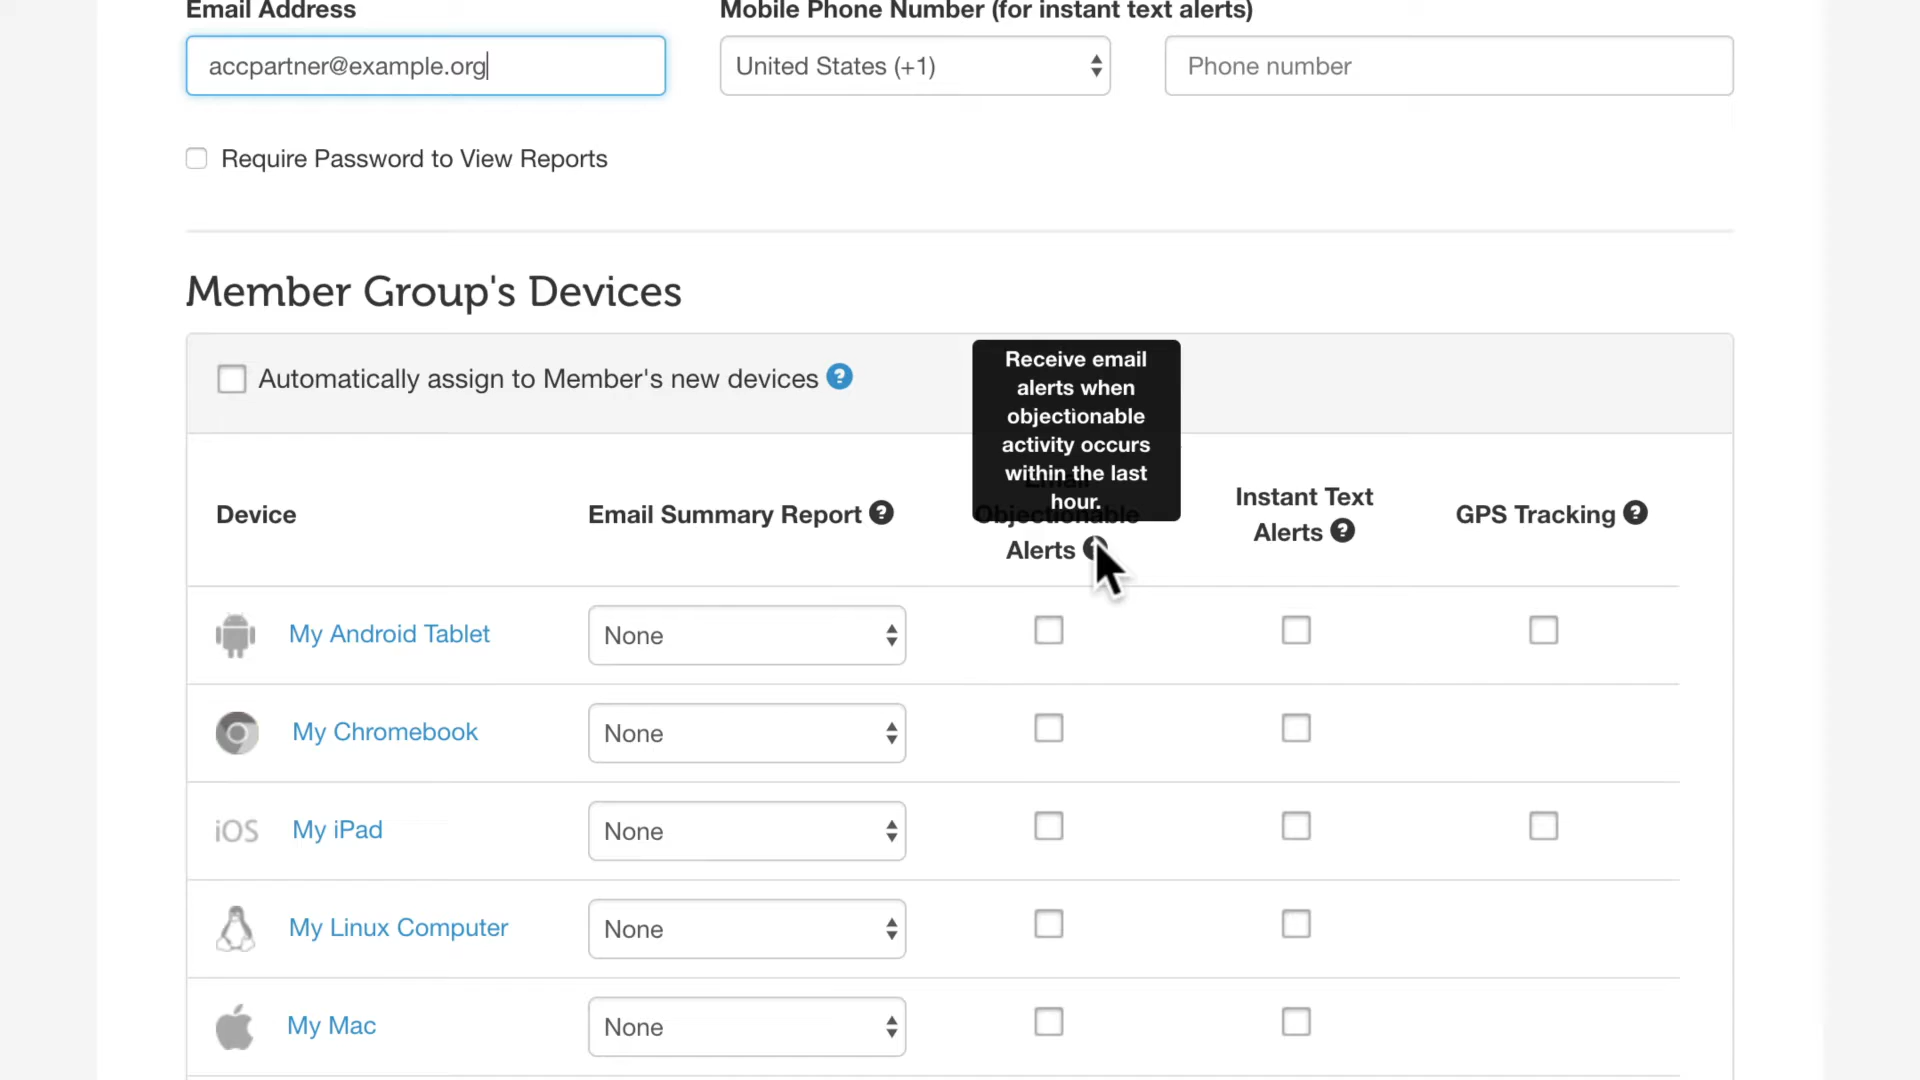 Email Address
Mobile Phone Number (for instant text alerts)
accpartner@example.org
United States (+1)
Phone number
Require Password to View Reports
Member Group's Devices
Automatically assign to Member's new devices ?
Receive email
alerts when
objectionable
activity occurs
within the last
hour.
Device
Email Summary Report ?
Email
Objectionable
Alerts ?
Instant Text
Alerts ?
GPS Tracking ?
My Android Tablet
None
My Chromebook
None
iOS
My iPad
None
My Linux Computer
None
My Mac
None